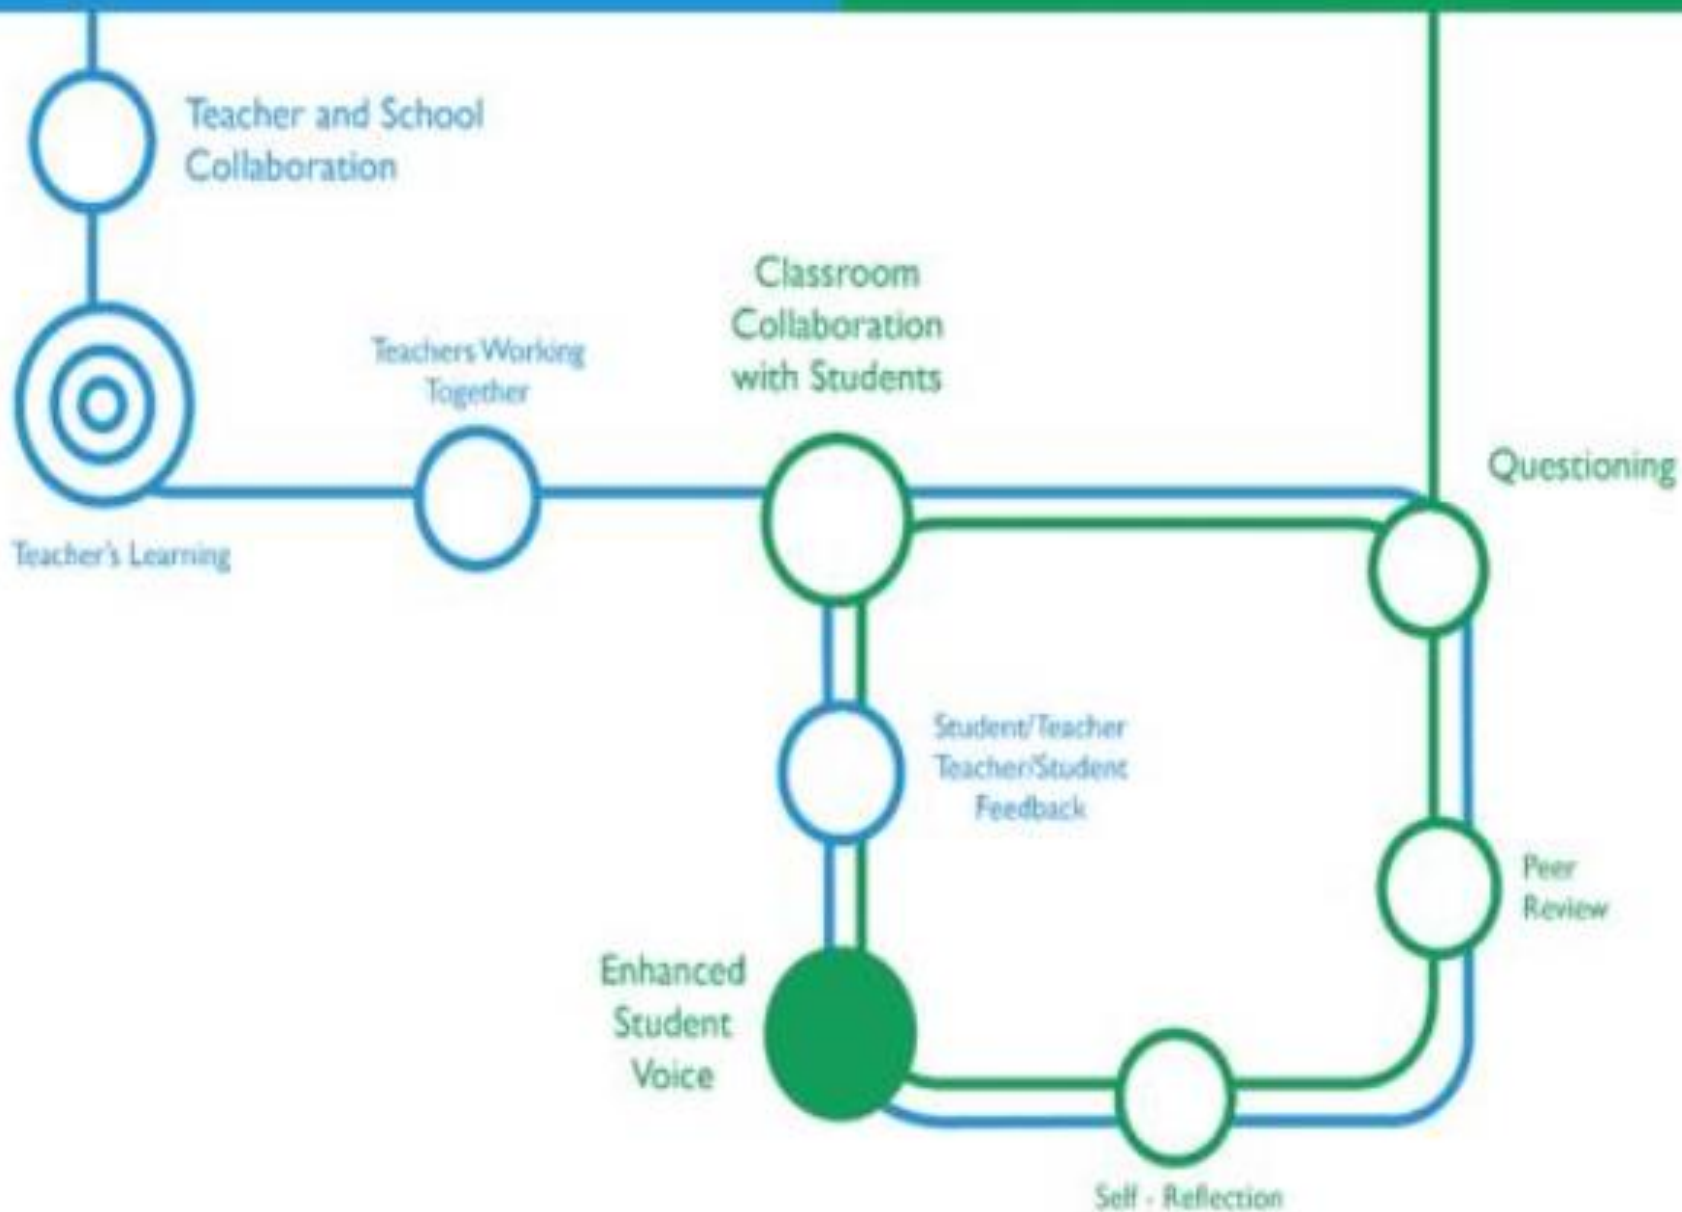 Teacher and School
Collaboration
Classroom
Collaboration
with Students
Teachers Working
Together
Questioning
Teacher's Learning
Student/Teacher
Teacher/Student
Feedback
Peer
Review
Enhanced
Student
Voice
Self - Reflection